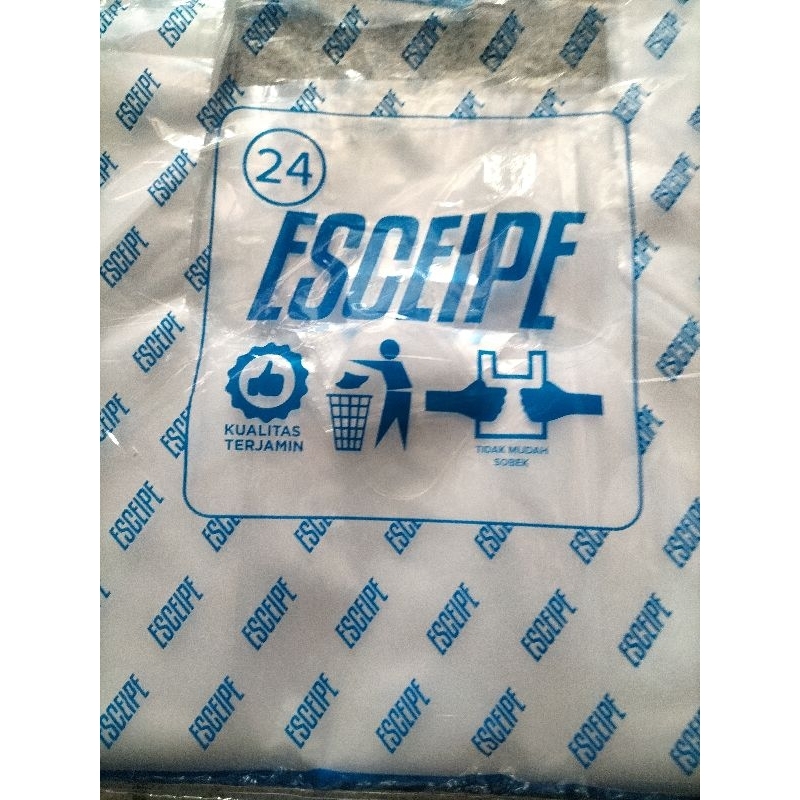 24
ESCEIPE
KUALITAS
TERJAMIN
TIDAK MUDAH
SOBEK